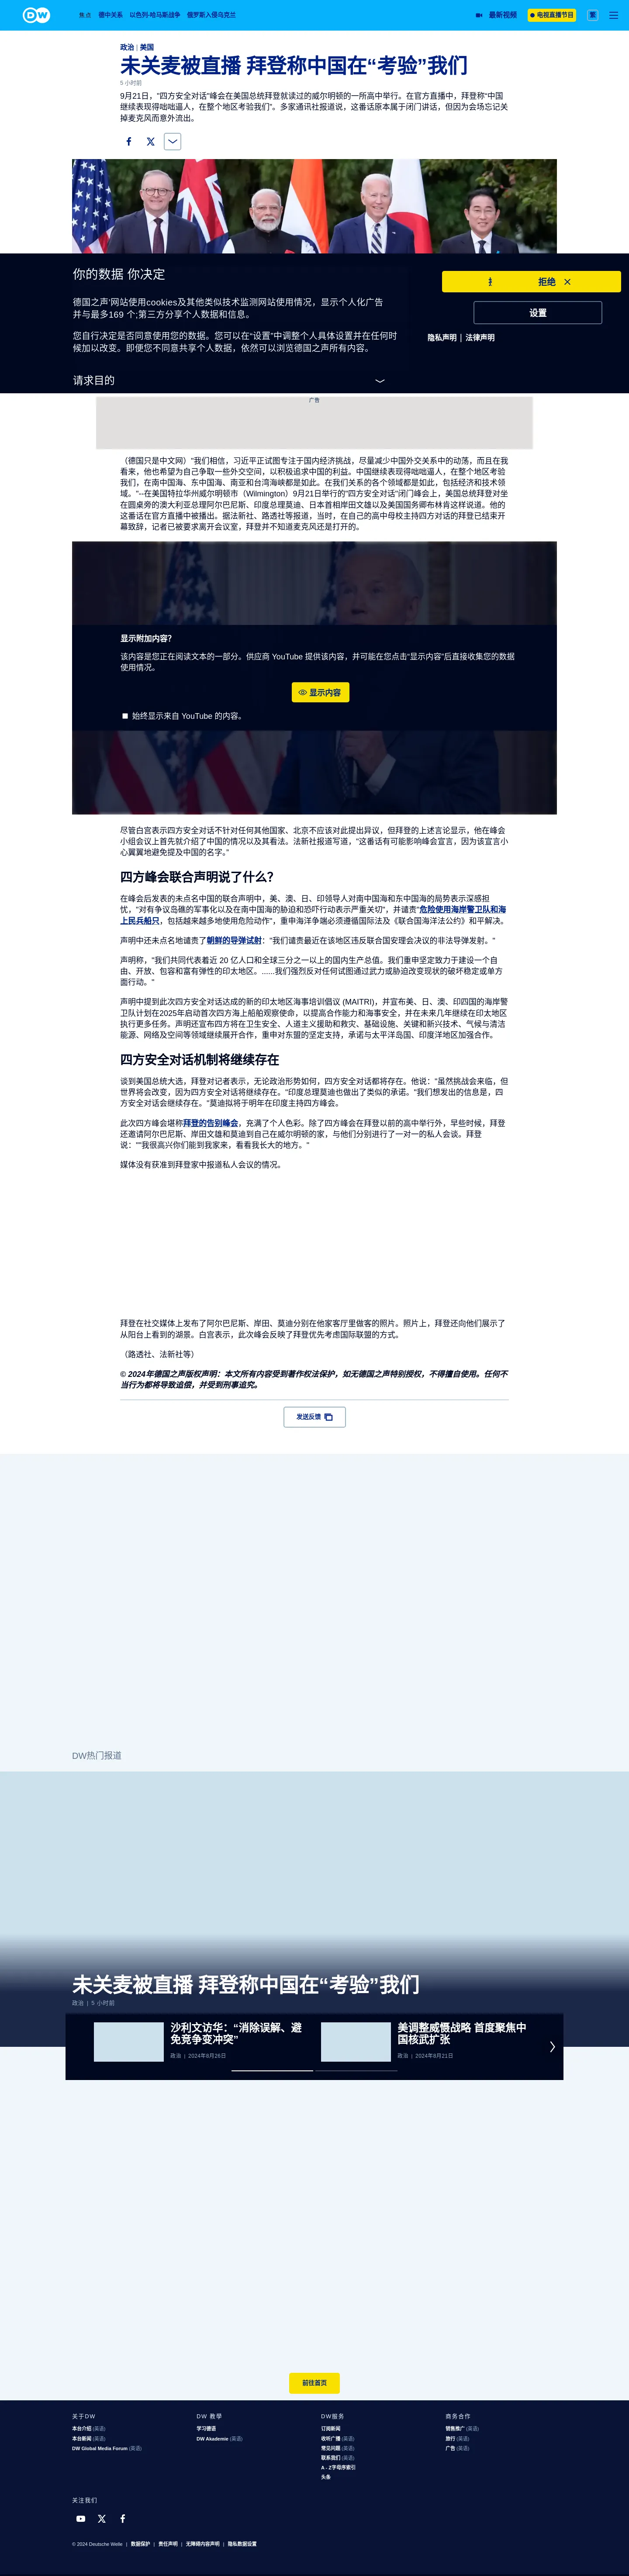 DW
焦点 德中关系 以色列-哈马斯战争 俄罗斯入侵乌克兰 最新视频 电视直播节目 繁
政治 | 美国
未关麦被直播 拜登称中国在“考验”我们
5 小时前
9月21日，"四方安全对话"峰会在美国总统拜登就读过的威尔明顿的一所高中举行。在官方直播中，拜登称“中国
继续表现得咄咄逼人，在整个地区考验我们”。多家通讯社报道说，这番话原本属于闭门讲话，但因为会场忘记关
掉麦克风而意外流出。
你的数据 你决定
德国之声'网站使用cookies及其他类似技术监测网站使用情况，显示个人化广告
并与最多169 个;第三方分享个人数据和信息。
您自行决定是否同意使用您的数据。您可以在“设置”中调整个人具体设置并在任何时
候加以改变。即便您不同意共享个人数据，依然可以浏览德国之声所有内容。
请求目的
拒绝
设置
隐私声明 | 法律声明
广告
（德国只是中文网）"我们相信，习近平正试图专注于国内经济挑战，尽量减少中国外交关系中的动荡，而且在我
看来，他也希望为自己争取一些外交空间，以积极追求中国的利益。中国继续表现得咄咄逼人，在整个地区考验
我们，在南中国海、东中国海、南亚和台湾海峡都是如此。在我们关系的各个领域都是如此，包括经济和技术领
域。"--在美国特拉华州威尔明顿市（Wilmington）9月21日举行的"四方安全对话"闭门峰会上，美国总统拜登对坐
在圆桌旁的澳大利亚总理阿尔巴尼斯、印度总理莫迪、日本首相岸田文雄以及美国国务卿布林肯这样说道。他的
这番话在官方直播中被播出。据法新社、路透社等报道，当时，在自己的高中母校主持四方对话的拜登已结束开
幕致辞，记者已被要求离开会议室，拜登并不知道麦克风还是打开的。
显示附加内容？
该内容是您正在阅读文本的一部分。供应商 YouTube 提供该内容，并可能在您点击“显示内容”后直接收集您的数据
使用情况。
显示内容
始终显示来自 YouTube 的内容。
尽管白宫表示四方安全对话不针对任何其他国家、北京不应该对此提出异议，但拜登的上述言论显示，他在峰会
小组会议上首先就介绍了中国的情况以及其看法。法新社报道写道，"这番话有可能影响峰会宣言，因为该宣言小
心翼翼地避免提及中国的名字。"
四方峰会联合声明说了什么？
在峰会后发表的未点名中国的联合声明中，美、澳、日、印领导人对南中国海和东中国海的局势表示深感担
忧，"对有争议岛礁的军事化以及在南中国海的胁迫和恐吓行动表示严重关切"，并谴责"危险使用海岸警卫队和海
上民兵船只，包括越来越多地使用危险动作"，重申海洋争端必须遵循国际法及《联合国海洋法公约》和平解决。
声明中还未点名地谴责了朝鲜的导弹试射："我们谴责最近在该地区违反联合国安理会决议的非法导弹发射。"
声明称，"我们共同代表着近 20 亿人口和全球三分之一以上的国内生产总值。我们重申坚定致力于建设一个自
由、开放、包容和富有弹性的印太地区。......我们强烈反对任何试图通过武力或胁迫改变现状的破坏稳定或单方
面行动。"
声明中提到此次四方安全对话达成的新的印太地区海事培训倡议 (MAITRI)，并宣布美、日、澳、印四国的海岸警
卫队计划在2025年启动首次四方海上船舶观察使命，以提高合作能力和海事安全，并在未来几年继续在印太地区
执行更多任务。声明还宣布四方将在卫生安全、人道主义援助和救灾、基础设施、关键和新兴技术、气候与清洁
能源、网络及空间等领域继续展开合作，重申对东盟的坚定支持，承诺与太平洋岛国、印度洋地区加强合作。
四方安全对话机制将继续存在
谈到美国总统大选，拜登对记者表示，无论政治形势如何，四方安全对话都将存在。他说："虽然挑战会来临，但
世界将会改变，因为四方安全对话将继续存在。"印度总理莫迪也做出了类似的承诺。"我们想发出的信息是，四
方安全对话会继续存在。"莫迪拟将于明年在印度主持四方峰会。
此次四方峰会堪称拜登的告别峰会，充满了个人色彩。除了四方峰会在拜登以前的高中举行外，早些时候，拜登
还邀请阿尔巴尼斯、岸田文雄和莫迪到自己在威尔明顿的家，与他们分别进行了一对一的私人会谈。拜登
说：""我很高兴你们能到我家来，看看我长大的地方。"
媒体没有获准到拜登家中报道私人会议的情况。
拜登在社交媒体上发布了阿尔巴尼斯、岸田、莫迪分别在他家客厅里做客的照片。照片上，拜登还向他们展示了
从阳台上看到的湖景。白宫表示，此次峰会反映了拜登优先考虑国际联盟的方式。
（路透社、法新社等）
© 2024年德国之声版权声明：本文所有内容受到著作权法保护，如无德国之声特别授权，不得擅自使用。任何不
当行为都将导致追偿，并受到刑事追究。
发送反馈
DW热门报道
未关麦被直播 拜登称中国在“考验”我们
政治 | 5 小时前
沙利文访华：“消除误解、避
免竞争变冲突”
政治 | 2024年8月26日
美调整威慑战略 首度聚焦中
国核武扩张
政治 | 2024年8月21日
前往首页
关于DW
本台介绍 (英语)
本台新闻 (英语)
DW Global Media Forum (英语)
DW 教学
学习德语
DW Akademie (英语)
DW服务
订阅新闻
收听广播 (英语)
常见问题 (英语)
联系我们 (英语)
A - Z字母序索引
头条
商务合作
销售推广 (英语)
旅行 (英语)
广告 (英语)
关注我们
© 2024 Deutsche Welle | 数据保护 | 责任声明 | 无障碍内容声明 | 隐私数据设置